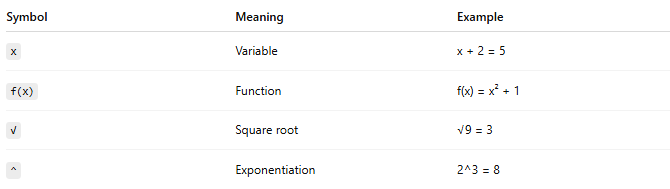 Symbol Meaning Example
x Variable x + 2 = 5
f(x) Function f(x) = x² + 1
√ Square root √9 = 3
^ Exponentiation 2^3 = 8